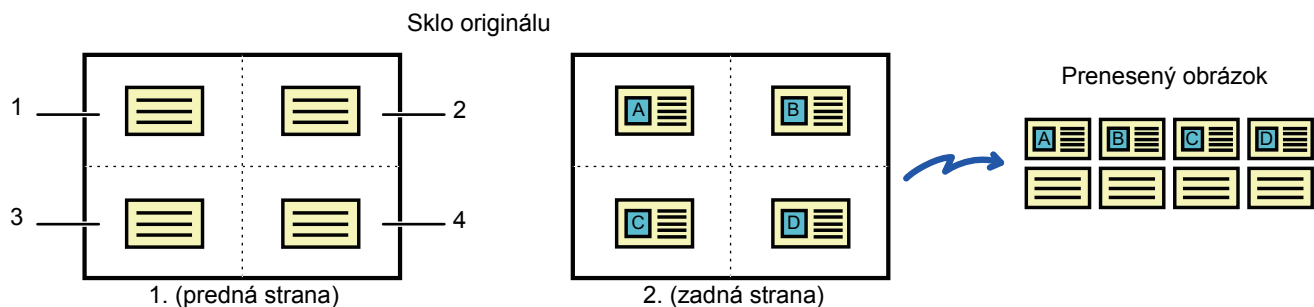 Sklo originálu
Prenesený obrázok
1
2
3
4
A
B
C
D
A
B
C
D
1. (predná strana)
2. (zadná strana)